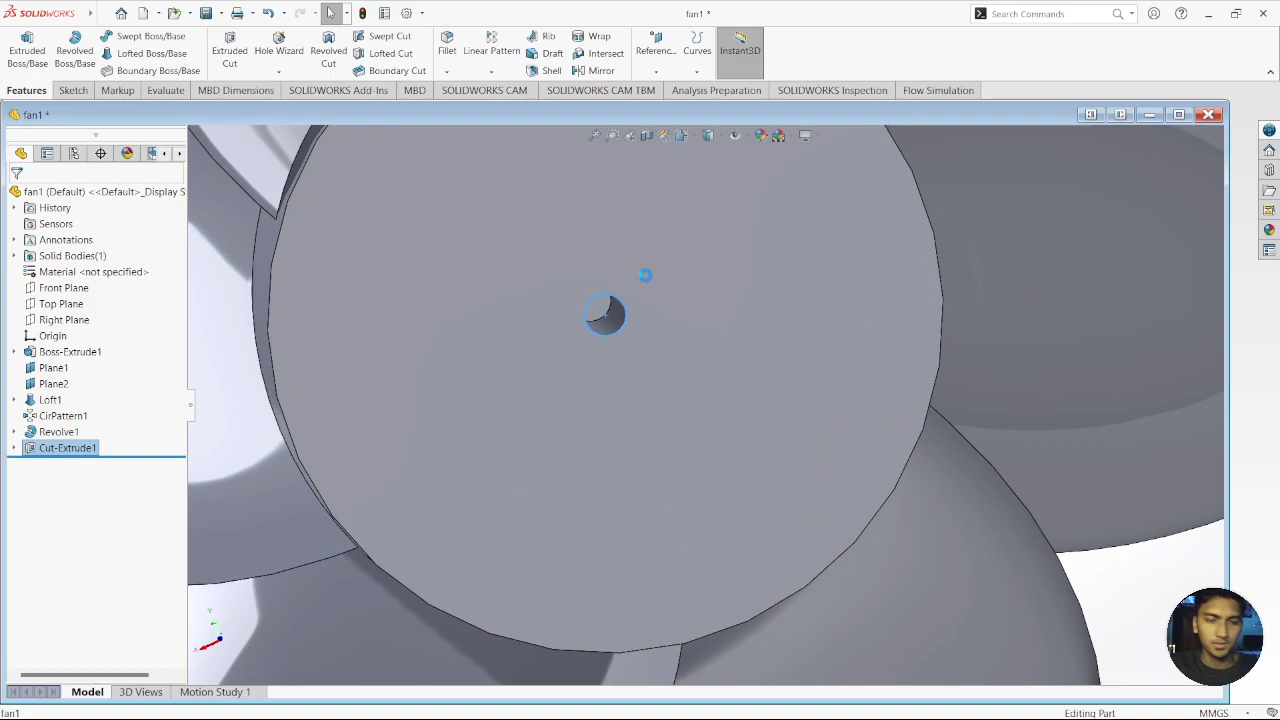 SOLIDWORKS
fan1 *
Search Commands
Extruded Boss/Base
Revolved Boss/Base
Swept Boss/Base
Lofted Boss/Base
Boundary Boss/Base
Extruded Cut
Hole Wizard
Revolved Cut
Swept Cut
Lofted Cut
Boundary Cut
Fillet
Linear Pattern
Rib
Draft
Shell
Wrap
Intersect
Mirror
Referenc...
Curves
Instant3D
Features
Sketch
Markup
Evaluate
MBD Dimensions
SOLIDWORKS Add-Ins
MBD
SOLIDWORKS CAM
SOLIDWORKS CAM TBM
Analysis Preparation
SOLIDWORKS Inspection
Flow Simulation
fan1 *
fan1 (Default) <<Default>_Display S
History
Sensors
Annotations
Solid Bodies(1)
Material <not specified>
Front Plane
Top Plane
Right Plane
Origin
Boss-Extrude1
Plane1
Plane2
Loft1
CirPattern1
Revolve1
Cut-Extrude1
Y
X
Model
3D Views
Motion Study 1
fan1
Editing Part
MMGS